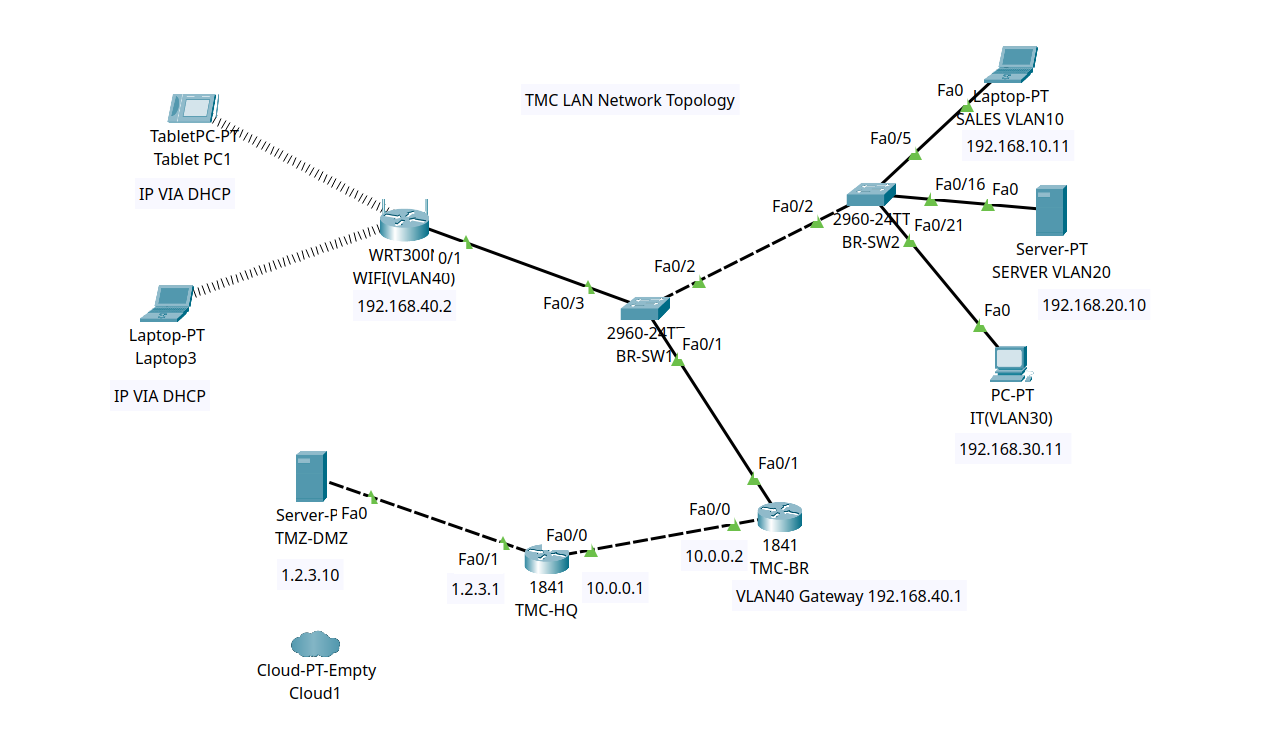 TMC LAN Network Topology
Fa0
Laptop-PT
SALES VLAN10
192.168.10.11
Fa0/5
TabletPC-PT
Tablet PC1
IP VIA DHCP
Fa0/16
Fa0
Fa0/2
2960-24TT
BR-SW2
Fa0/21
Server-PT
SERVER VLAN20
192.168.20.10
0/1
WIFI(VLAN40)
192.168.40.2
Fa0/2
Fa0/3
2960-24TT
BR-SW1
Fa0/1
Fa0
Laptop-PT
Laptop3
IP VIA DHCP
PC-PT
IT(VLAN30)
192.168.30.11
Fa0/1
Fa0/0
10.0.0.2
1841
TMC-BR
VLAN40 Gateway 192.168.40.1
Server-P
Fa0
TMZ-DMZ
1.2.3.10
Fa0/0
Fa0/1
1.2.3.1
1841
TMC-HQ
10.0.0.1
Cloud-PT-Empty
Cloud1